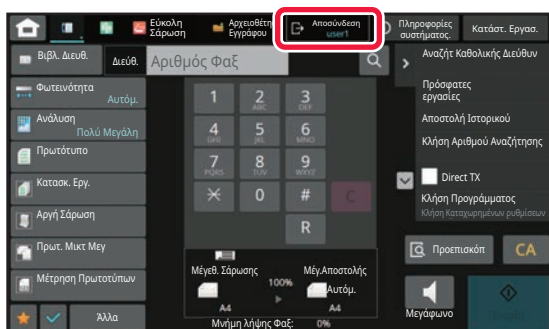 Εύκολη
Σάρωση
Αρχειοθέτη
Εγγράφου
Αποσύνδεση
user1
Πληροφορίες
συστήματος.
Κατάστ. Εργασ.
Βιβλ. Διευθ.
Διεύθ.
Αριθμός Φαξ
Αναζήτ Καθολικής Διεύθυν
Φωτεινότητα
Αυτόμ.
Ανάλυση
Πολύ Μεγάλη
Πρωτότυπο
Κατασκ. Εργ.
Αργή Σάρωση
Πρωτ. Μικτ Μεγ
Μέτρηση Πρωτοτύπων
Άλλα
1
2
ABC
3
DEF
4
GHI
5
JKL
6
MNO
7
PQRS
8
TUV
9
WXYZ
0
#
C
R
Μέγεθ. Σάρωσης
100%
Μέγ.Αποστολής
Αυτόμ.
A4
A4
Μνήμη λήψης Φαξ: 0%
Πρόσφατες
εργασίες
Αποστολή Ιστορικού
Κλήση Αριθμού Αναζήτησης
Direct TX
Κλήση Προγράμματος
Κλήση Καταχωρημένων ρυθμίσεων
Προεπισκόπ
CA
Μεγάφωνο